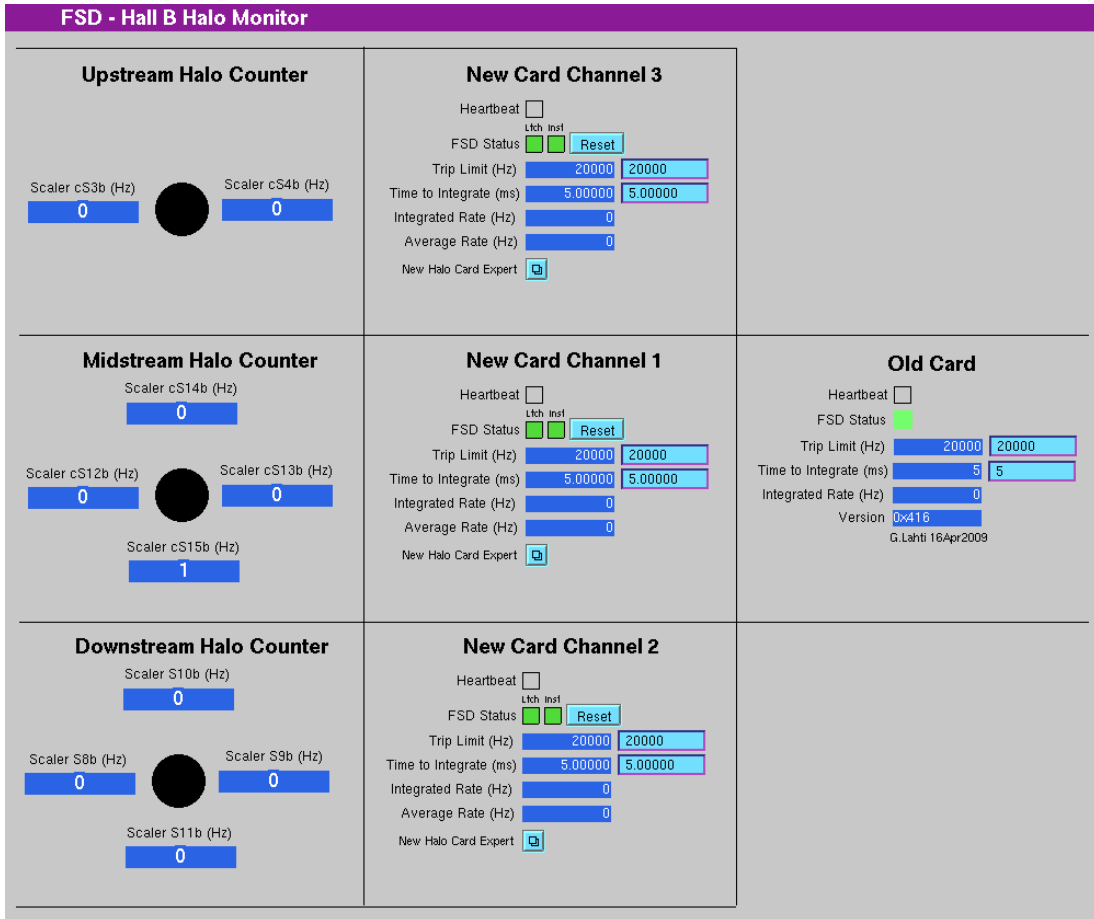 FSD - Hall B Halo Monitor
Upstream Halo Counter
Scaler cS3b (Hz)
0
Scaler cS4b (Hz)
0
New Card Channel 3
Heartbeat
Ltch Inst
FSD Status Reset
Trip Limit (Hz) 20000 20000
Time to Integrate (ms) 5.00000 5.00000
Integrated Rate (Hz) 0
Average Rate (Hz) 0
New Halo Card Expert
Midstream Halo Counter
Scaler cS14b (Hz)
0
Scaler cS12b (Hz)
0
Scaler cS13b (Hz)
0
Scaler cS15b (Hz)
1
New Card Channel 1
Heartbeat
Ltch Inst
FSD Status Reset
Trip Limit (Hz) 20000 20000
Time to Integrate (ms) 5.00000 5.00000
Integrated Rate (Hz) 0
Average Rate (Hz) 0
New Halo Card Expert
Old Card
Heartbeat
FSD Status
Trip Limit (Hz) 20000 20000
Time to Integrate (ms) 5 5
Integrated Rate (Hz) 0
Version 0x416
G.Lahti 16Apr2009
Downstream Halo Counter
Scaler S10b (Hz)
0
Scaler S8b (Hz)
0
Scaler S9b (Hz)
0
Scaler S11b (Hz)
0
New Card Channel 2
Heartbeat
Ltch Inst
FSD Status Reset
Trip Limit (Hz) 20000 20000
Time to Integrate (ms) 5.00000 5.00000
Integrated Rate (Hz) 0
Average Rate (Hz) 0
New Halo Card Expert